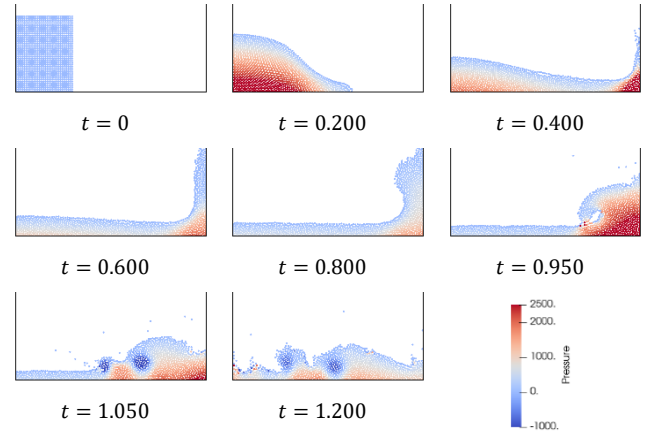 t = 0
t = 0.200
t = 0.400
t = 0.600
t = 0.800
t = 0.950
t = 1.050
t = 1.200
2500.
2000.
1000.
0.
-1000.
Pressure